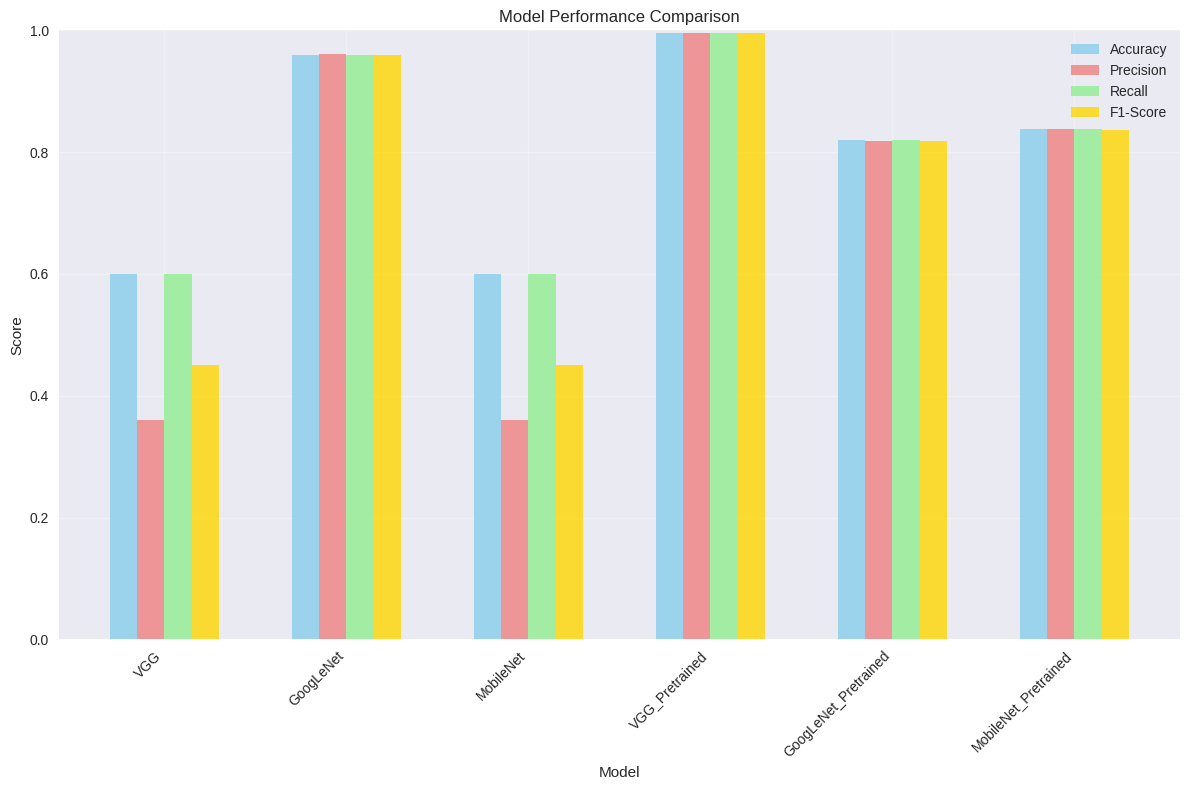 Model Performance Comparison
Accuracy
Precision
Recall
F1-Score
1.0
0.8
0.6
0.4
0.2
0.0
Score
VGG
GoogLeNet
MobileNet
VGG_Pretrained
GoogLeNet_Pretrained
MobileNet_Pretrained
Model